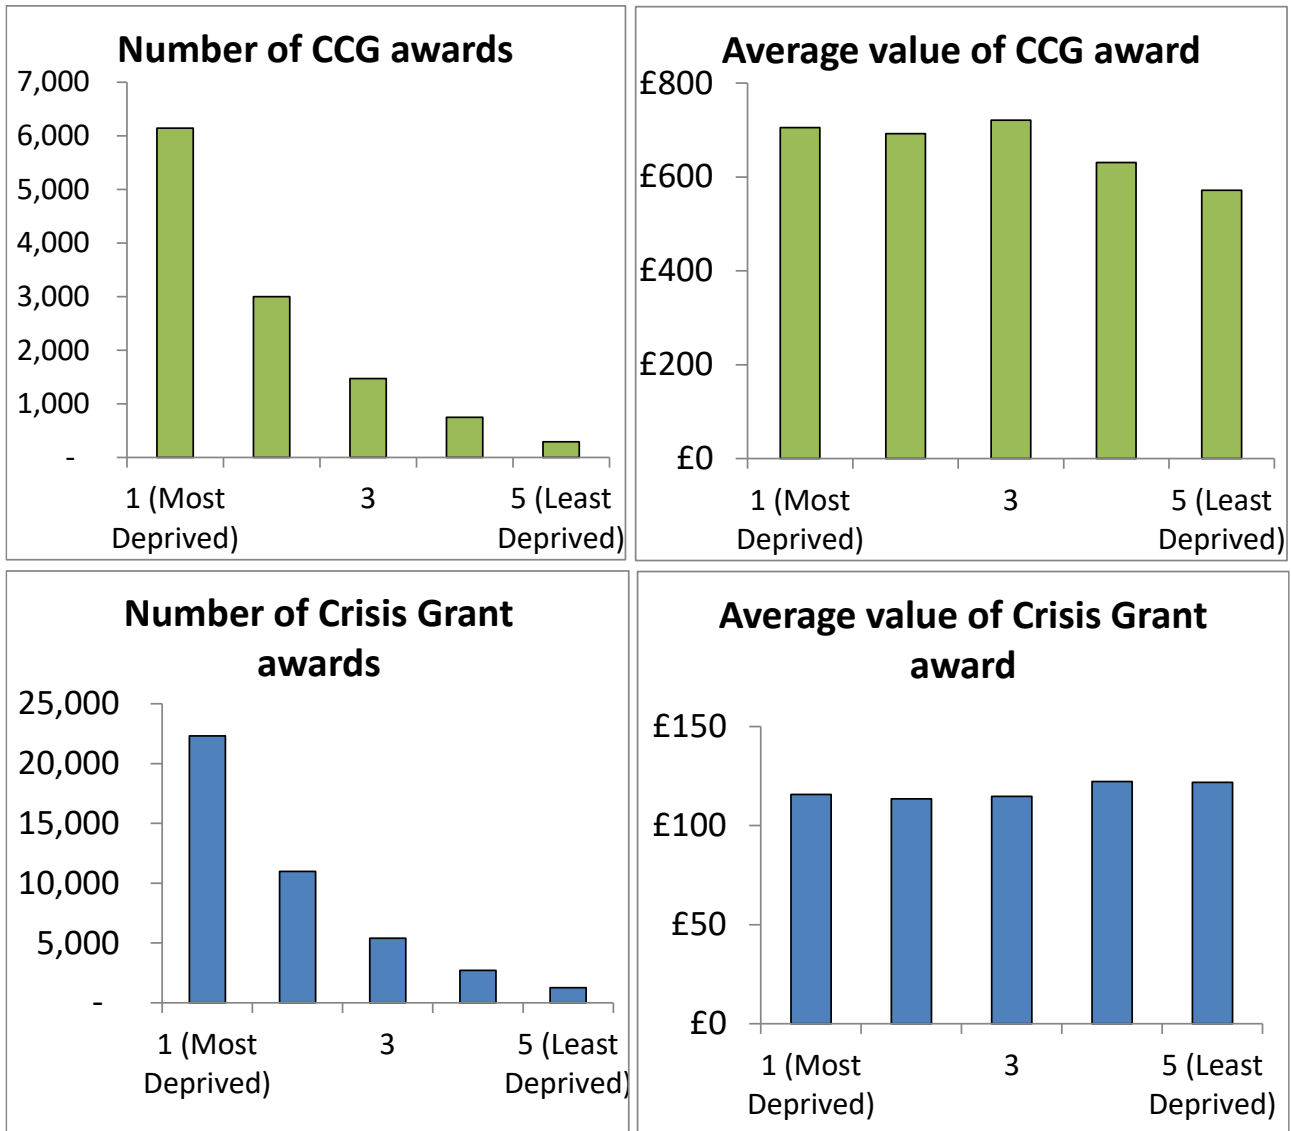 Number of CCG awards
7,000
6,000
5,000
4,000
3,000
2,000
1,000
-
1 (Most
Deprived)
3
5 (Least
Deprived)
Average value of CCG award
£800
£600
£400
£200
£0
1 (Most
Deprived)
3
5 (Least
Deprived)
Number of Crisis Grant
awards
25,000
20,000
15,000
10,000
5,000
-
1 (Most
Deprived)
3
5 (Least
Deprived)
Average value of Crisis Grant
award
£150
£100
£50
£0
1 (Most
Deprived)
3
5 (Least
Deprived)